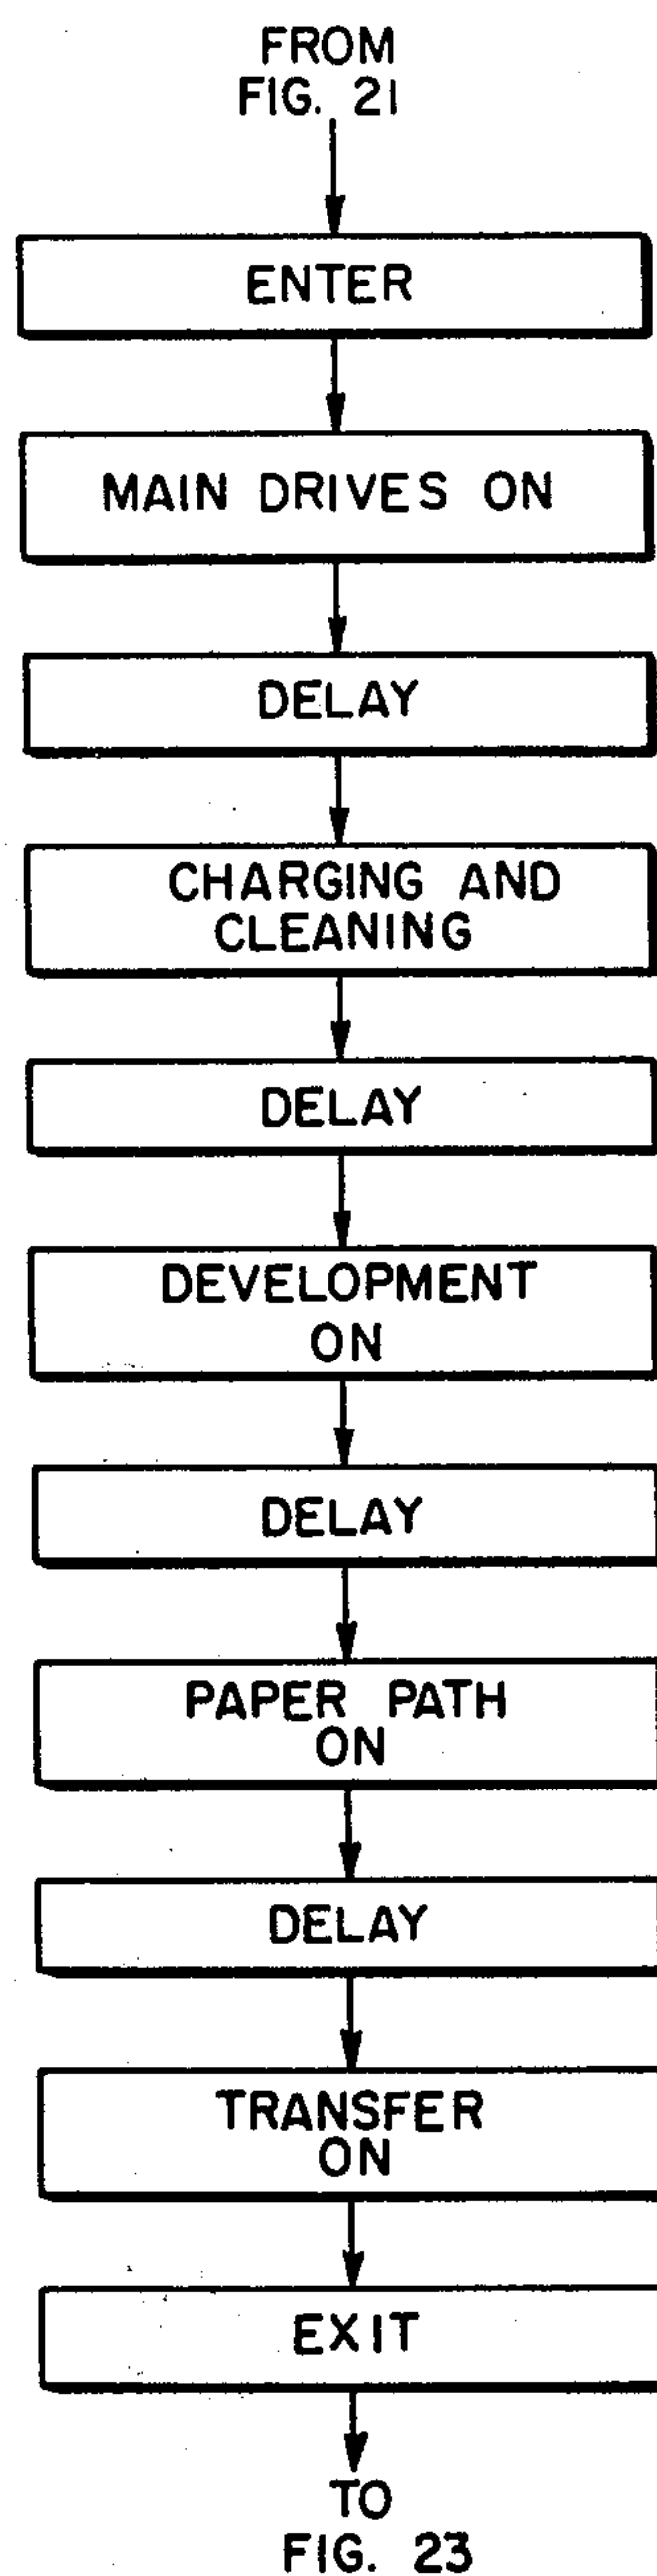 FROM
FIG. 21
ENTER
MAIN DRIVES ON
DELAY
CHARGING AND
CLEANING
DELAY
DEVELOPMENT
ON
DELAY
PAPER PATH
ON
DELAY
TRANSFER
ON
EXIT
TO
FIG. 23